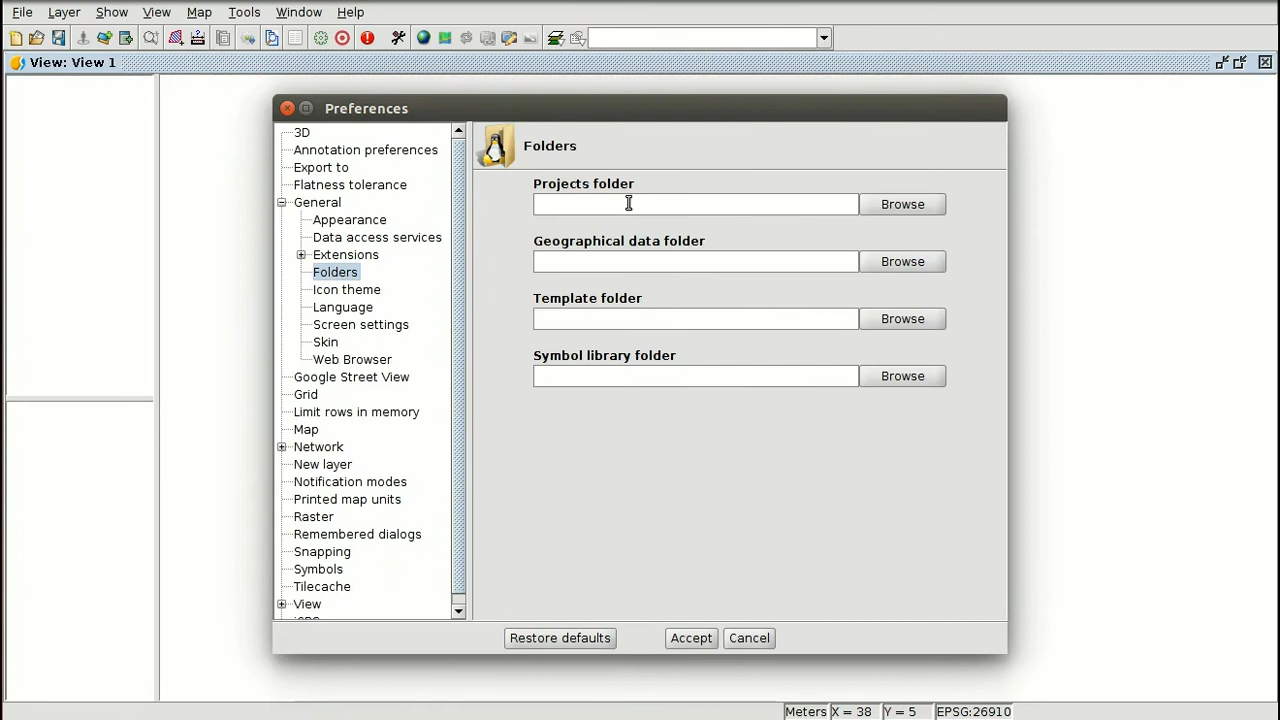 File Layer Show View Map Tools Window Help
View: View 1
Preferences
3D
Annotation preferences
Export to
Flatness tolerance
General
Appearance
Data access services
Extensions
Folders
Icon theme
Language
Screen settings
Skin
Web Browser
Google Street View
Grid
Limit rows in memory
Map
Network
New layer
Notification modes
Printed map units
Raster
Remembered dialogs
Snapping
Symbols
Tilecache
View
Folders
Projects folder
Browse
Geographical data folder
Browse
Template folder
Browse
Symbol library folder
Browse
Restore defaults Accept Cancel
Meters X = 38 Y = 5 EPSG:26910